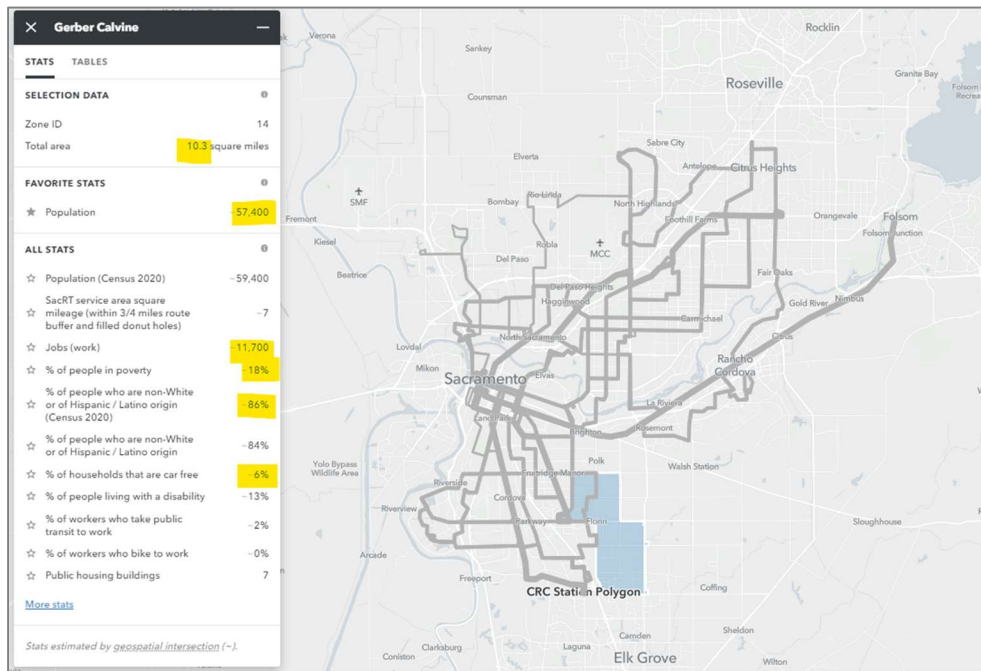 Gerber Calvine
STATS TABLES
SELECTION DATA
Zone ID 14
Total area 10.3 square miles
FAVORITE STATS
Population ~57,400
ALL STATS
Population (Census 2020) ~59,400
SacRT service area square
mileage (within 3/4 miles route
buffer and filled donut holes) ~7
Jobs (work) ~11,700
% of people in poverty ~18%
% of people who are non-White
or of Hispanic / Latino origin
(Census 2020) ~86%
% of people who are non-White
or of Hispanic / Latino origin ~84%
% of households that are car free ~6%
% of people living with a disability ~13%
% of workers who take public
transit to work ~2%
% of workers who bike to work ~0%
Public housing buildings 7
More stats
Stats estimated by geospatial intersection (~).
Verona
Rocklin
Sankey
Roseville
Granite Bay
Folsom
Counsman
Sabre City
Elverta
Antelope
Citrus Heights
SMF
Rio Linda
Bombay
North Highlands
Fremont
Foothill Farms
Orangevale
Folsom
Folsom Junction
Kiesel
Robla
MCC
Del Paso
Beatrice
Fair Oaks
Del Paso Heights
Hagginwood
Gold River
Nimbus
Carmichael
North Sacramento
Citrus
Lovdal
Mikon
Elvas
Rancho
Cordova
Sacramento
La Riviera
Land Park
Brighton
Rosemont
Polk
Walsh Station
Yolo Bypass
Wildlife Area
Fruitridge Manor
Riverside
Cordova
Riverview
Parkway
Florin
Sloughhouse
Arcade
Freeport
CRC Station Polygon
Coffing
Camden
Sheldon
Clarksburg
Laguna
Elk Grove
Coniston
Wilton